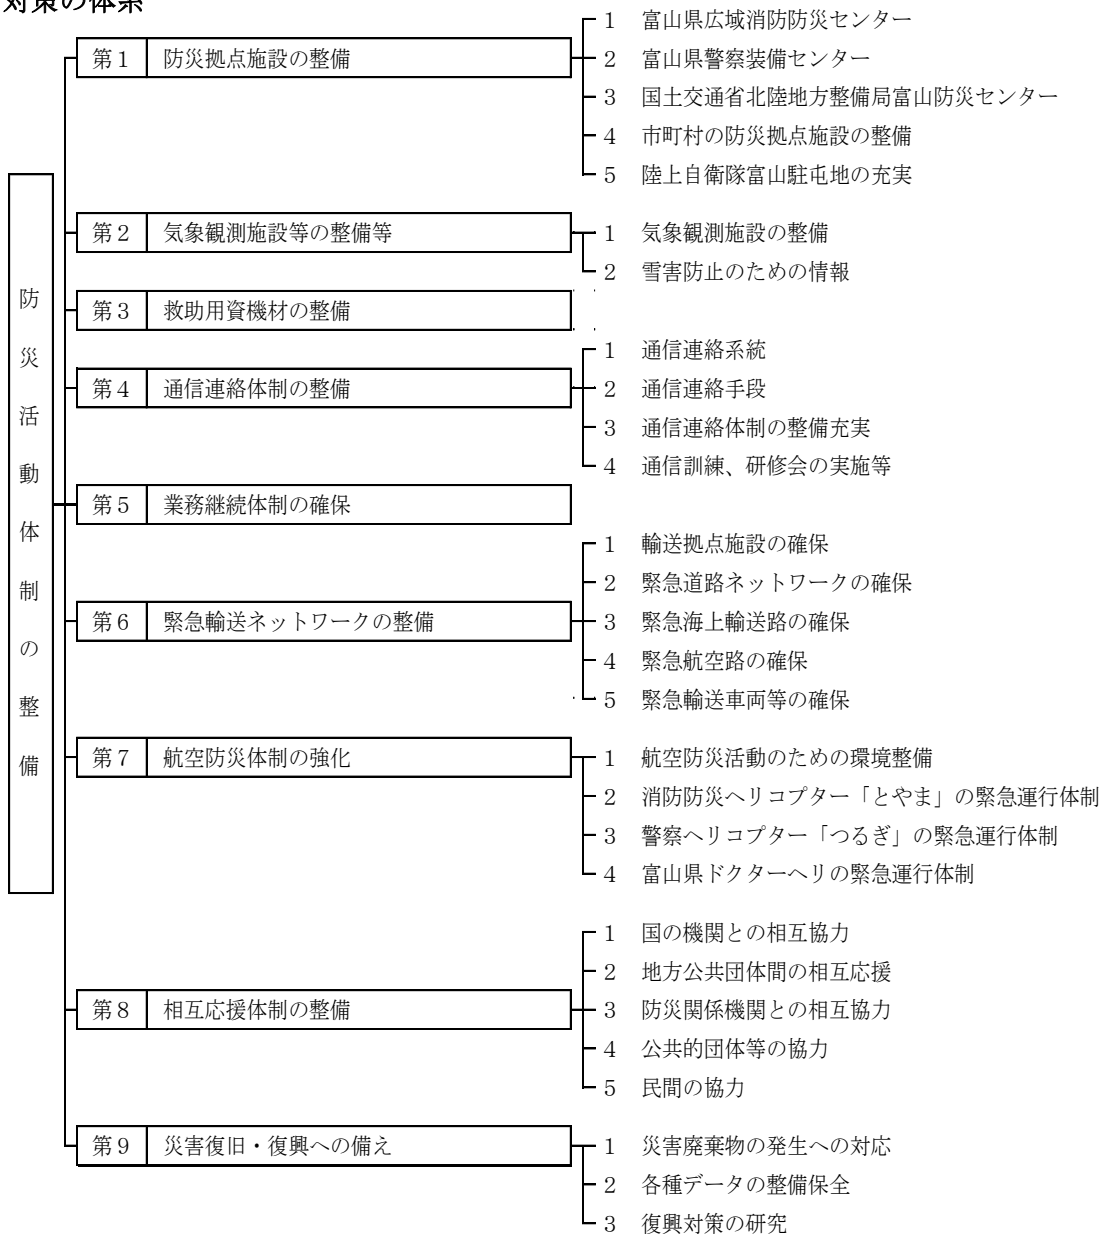 対策の体系
防災活動体制の整備
第1 防災拠点施設の整備
1 富山県広域消防防災センター
2 富山県警察装備センター
3 国土交通省北陸地方整備局富山防災センター
4 市町村の防災拠点施設の整備
5 陸上自衛隊富山駐屯地の充実
第2 気象観測施設等の整備等
1 気象観測施設の整備
2 雪害防止のための情報
第3 救助用資機材の整備
第4 通信連絡体制の整備
1 通信連絡系統
2 通信連絡手段
3 通信連絡体制の整備充実
4 通信訓練、研修会の実施等
第5 業務継続体制の確保
第6 緊急輸送ネットワークの整備
1 輸送拠点施設の確保
2 緊急道路ネットワークの確保
3 緊急海上輸送路の確保
4 緊急航空路の確保
5 緊急輸送車両等の確保
第7 航空防災体制の強化
1 航空防災活動のための環境整備
2 消防防災ヘリコプター「とやま」の緊急運行体制
3 警察ヘリコプター「つるぎ」の緊急運行体制
4 富山県ドクターヘリの緊急運行体制
第8 相互応援体制の整備
1 国の機関との相互協力
2 地方公共団体間の相互応援
3 防災関係機関との相互協力
4 公共的団体等の協力
5 民間の協力
第9 災害復旧・復興への備え
1 災害廃棄物の発生への対応
2 各種データの整備保全
3 復興対策の研究